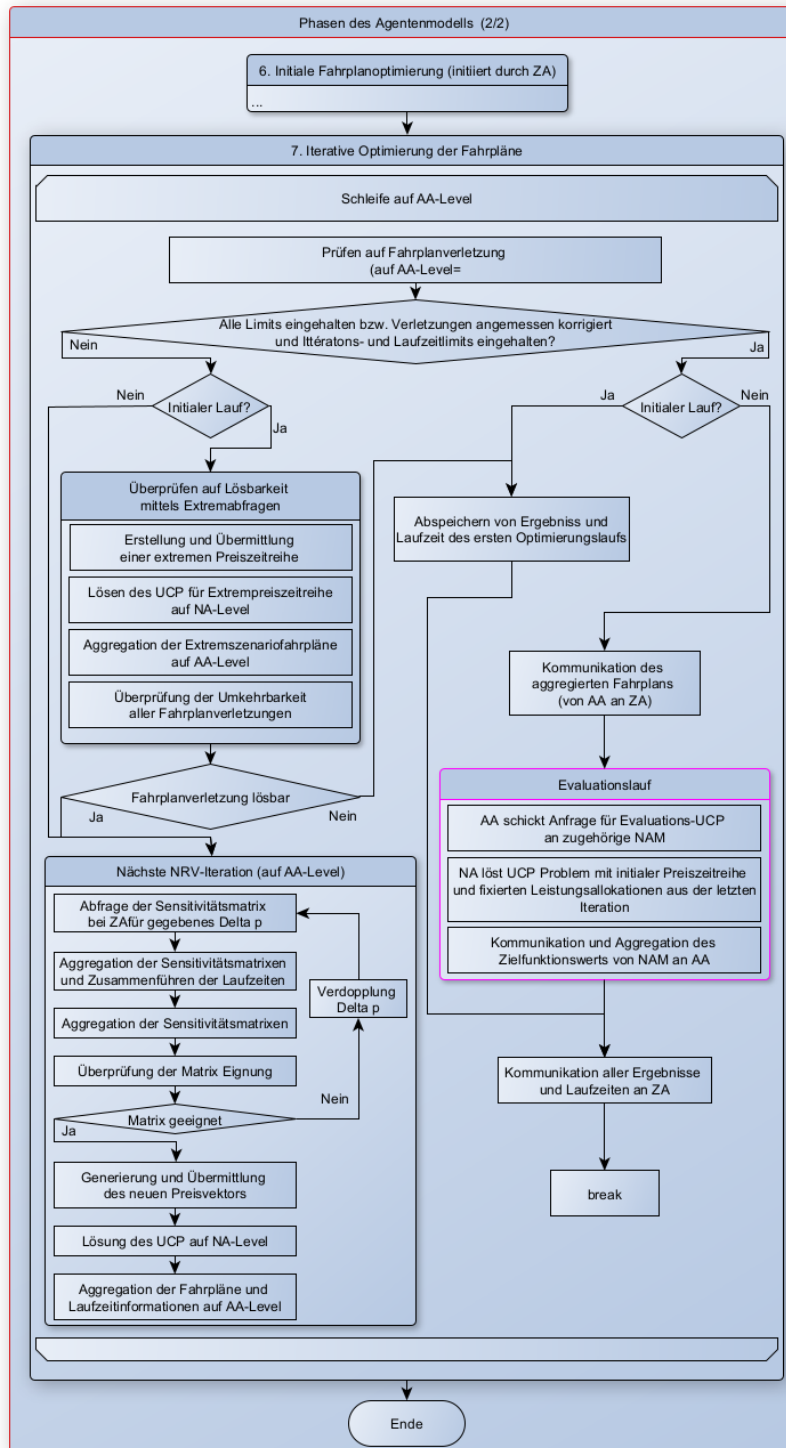 Phasen des Agentenmodells (2/2)
6. Initiale Fahrplanoptimierung (initiiert durch ZA)
...
7. Iterative Optimierung der Fahrpläne
Schleife auf AA-Level
Prüfen auf Fahrplanverletzung
(auf AA-Level=
Alle Limits eingehalten bzw. Verletzungen angemessen korrigiert
und Ittératons- und Laufzeitlimits eingehalten?
Nein
Ja
Nein
Initialer Lauf?
Ja
Ja
Initialer Lauf?
Nein
Überprüfen auf Lösbarkeit
mittels Extremabfragen
Erstellung und Übermittlung
einer extremen Preiszeitreihe
Lösen des UCP für Extrempreiszeitreihe
auf NA-Level
Aggregation der Extremszenariofahrpläne
auf AA-Level
Überprüfung der Umkehrbarkeit
aller Fahrplanverletzungen
Fahrplanverletzung lösbar
Ja
Nein
Nächste NRV-Iteration (auf AA-Level)
Abfrage der Sensitivitätsmatrix
bei ZAfür gegebenes Delta p
Aggregation der Sensitivitätsmatrixen
und Zusammenführen der Laufzeiten
Verdopplung
Delta p
Aggregation der Sensitivitätsmatrixen
Überprüfung der Matrix Eignung
Nein
Matrix geeignet
Ja
Generierung und Übermittlung
des neuen Preisvektors
Lösung des UCP auf NA-Level
Aggregation der Fahrpläne und
Laufzeitinformationen auf AA-Level
Abspeichern von Ergebniss und
Laufzeit des ersten Optimierungslaufs
Kommunikation des
aggregierten Fahrplans
(von AA an ZA)
Evaluationslauf
AA schickt Anfrage für Evaluations-UCP
an zugehörige NAM
NA löst UCP Problem mit initialer Preiszeitreihe
und fixierten Leistungsallokationen aus der letzten
Iteration
Kommunikation und Aggregation des
Zielfunktionswerts von NAM an AA
Kommunikation aller Ergebnisse
und Laufzeiten an ZA
break
Ende